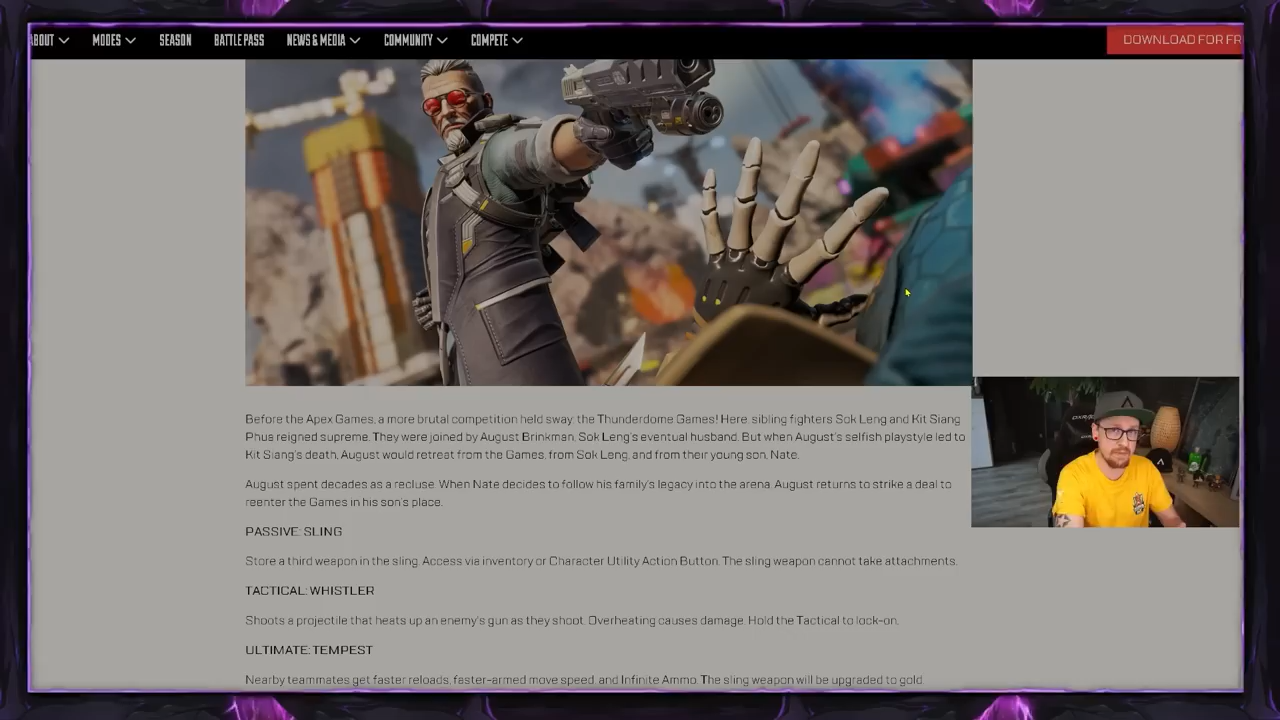 ABOUT MODES SEASON BATTLE PASS NEWS & MEDIA COMMUNITY COMPETE DOWNLOAD FOR FR
Before the Apex Games, a more brutal competition held sway: the Thunderdome Games! Here, sibling fighters Sok Leng and Kit Siang
Phus reigned supreme. They were joined by August Brinkman, Sok Leng's eventual husband. But when August's selfish playstyle led to
Kit Siang's death, August would retreat from the Games, from Sok Leng, and from their young son, Nate.
August spent decades as a recluse. When Nate decides to follow his family's legacy into the arena, August returns to strike a deal to
reenter the Games in his son's place.
PASSIVE: SLING
Store a third weapon in the sling. Access via inventory or Character Utility Action Button. The sling weapon cannot take attachments.
TACTICAL: WHISTLER
Shoots a projectile that heats up an enemy's gun as they shoot. Overheating causes damage. Hold the Tactical to lock-on.
ULTIMATE: TEMPEST
Nearby teammates get faster reloads, faster-armed move speed, and Infinite Ammo. The sling weapon will be upgraded to gold